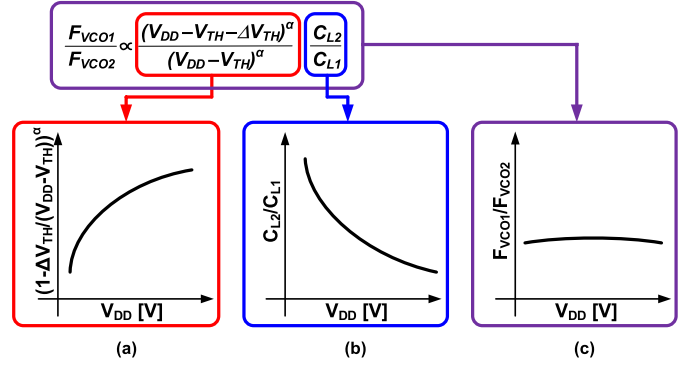 F_VCO1/F_VCO2 ∝ (V_DD–V_TH–ΔV_TH)^α/(V_DD–V_TH)^α C_L2/C_L1
(1-ΔV_TH/(V_DD-V_TH))^α
V_DD [V]
(a)
C_L2/C_L1
V_DD [V]
(b)
F_VCO1/F_VCO2
V_DD [V]
(c)